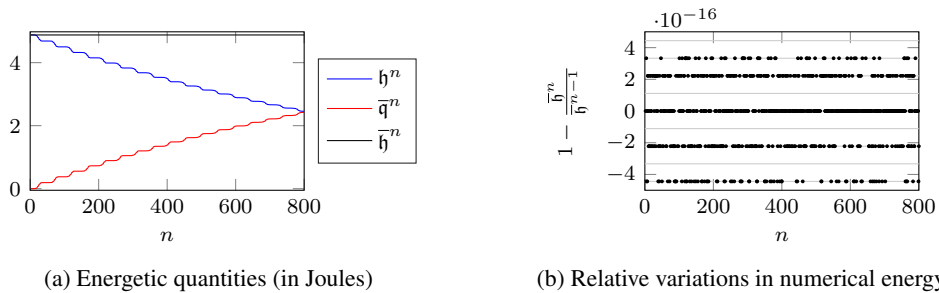 4
2
0
0 200 400 600 800
n
𝔥ⁿ
q̅ⁿ
𝔥̅ⁿ
(a) Energetic quantities (in Joules)
·10⁻¹⁶
4
2
0
−2
−4
0 200 400 600 800
n
1 − 𝔥̅ⁿ/𝔥̅ⁿ⁻¹
(b) Relative variations in numerical energy